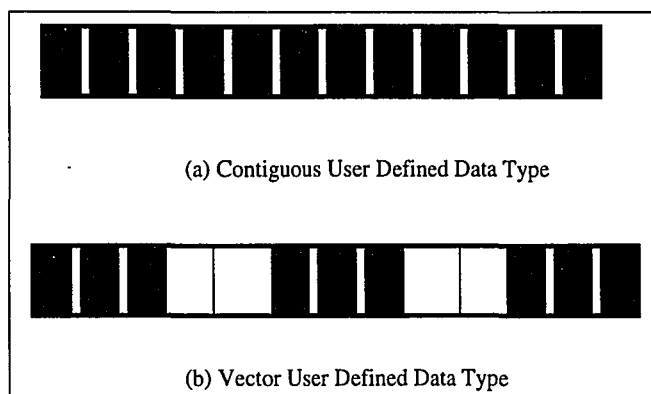 (a) Contiguous User Defined Data Type
(b) Vector User Defined Data Type